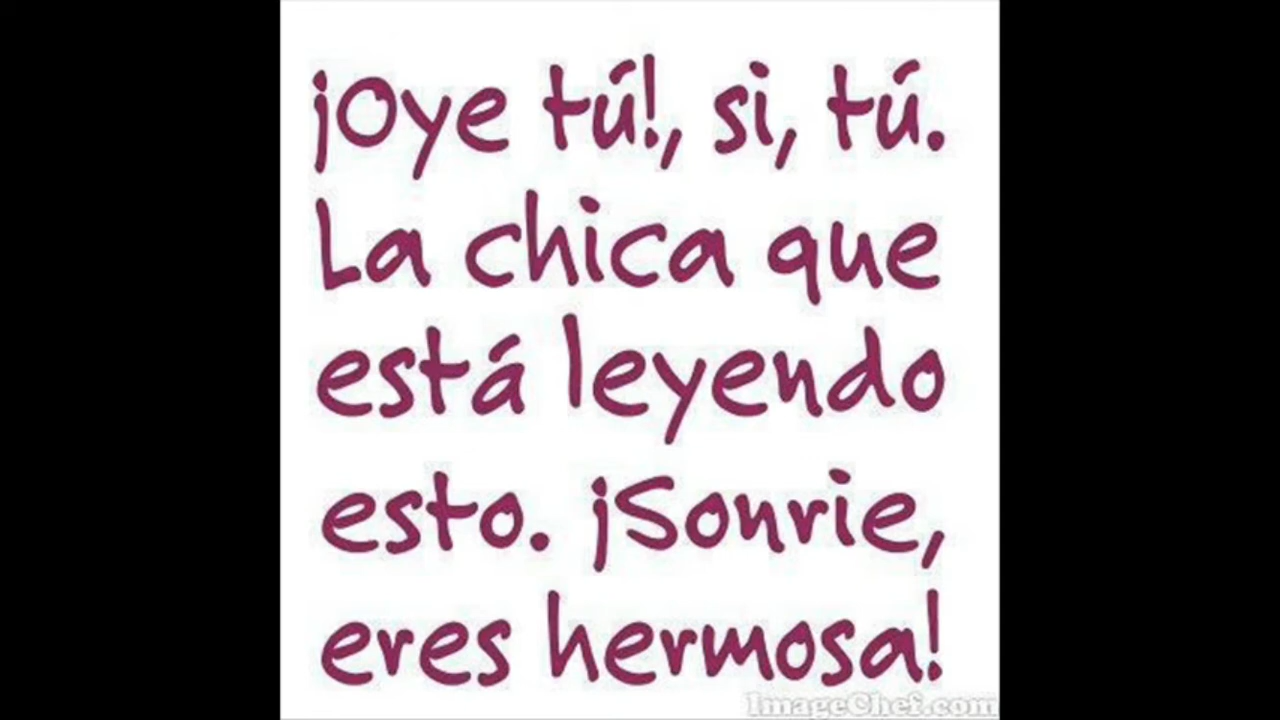 ¡Oye tú!, si, tú.
La chica que
está leyendo
esto. ¡Sonrie,
eres hermosa!
ImageChef.com